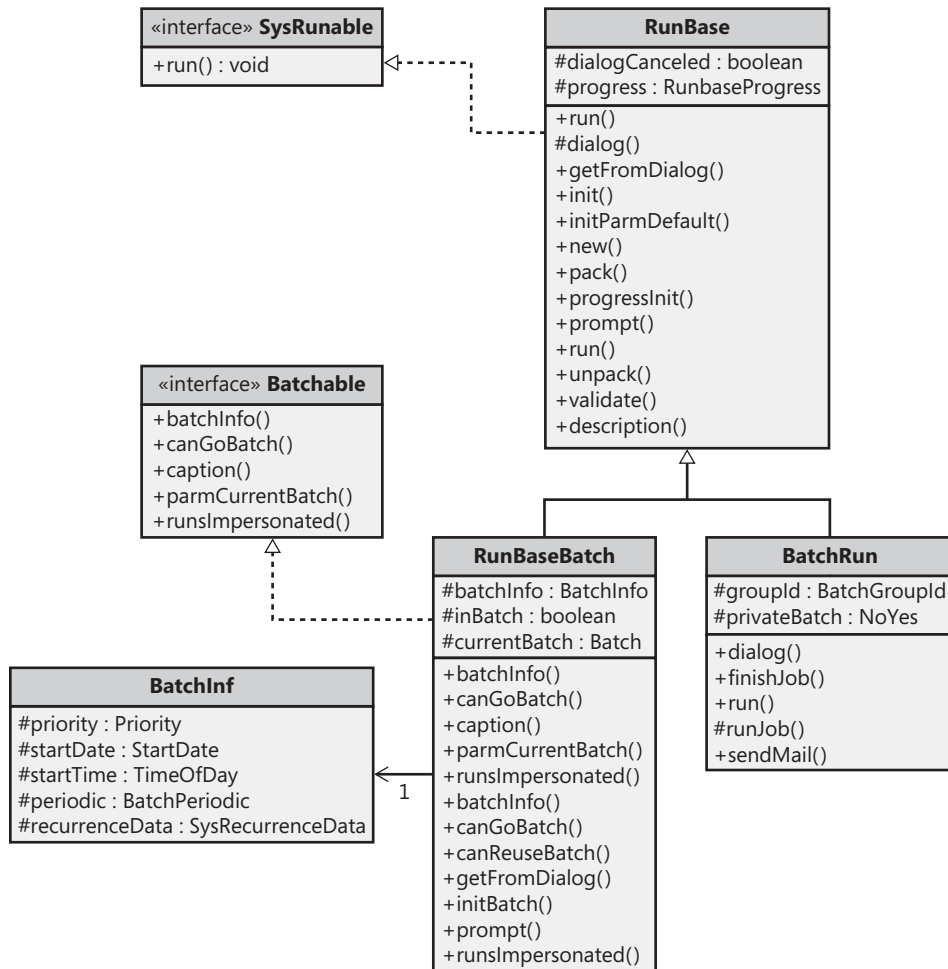 «interface» SysRunable
+run() : void
RunBase
#dialogCanceled : boolean
#progress : RunbaseProgress
+run()
#dialog()
+getFromDialog()
+init()
+initParmDefault()
+new()
+pack()
+progressInit()
+prompt()
+run()
+unpack()
+validate()
+description()
«interface» Batchable
+batchInfo()
+canGoBatch()
+caption()
+parmCurrentBatch()
+runsImpersonated()
RunBaseBatch
#batchInfo : BatchInfo
#inBatch : boolean
#currentBatch : Batch
+batchInfo()
+canGoBatch()
+caption()
+parmCurrentBatch()
+runsImpersonated()
+batchInfo()
+canGoBatch()
+canReuseBatch()
+getFromDialog()
+initBatch()
+prompt()
+runsImpersonated()
BatchRun
#groupId : BatchGroupId
#privateBatch : NoYes
+dialog()
+finishJob()
+run()
#runJob()
+sendMail()
BatchInf
#priority : Priority
#startDate : StartDate
#startTime : TimeOfDay
#periodic : BatchPeriodic
#recurrenceData : SysRecurrenceData
1